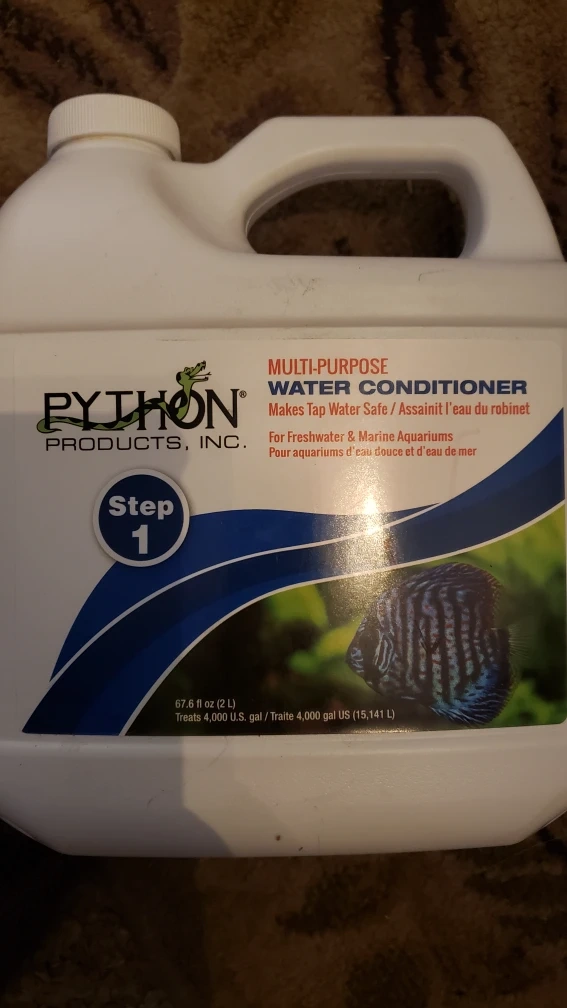 PYTHON®
PRODUCTS, INC.
MULTI-PURPOSE
WATER CONDITIONER
Makes Tap Water Safe / Assainit l'eau du robinet
For Freshwater & Marine Aquariums
Pour aquariums d'eau douce et d'eau de mer
Step
1
67.6 fl oz (2 L)
Treats 4,000 U.S. gal / Traite 4,000 gal US (15,141 L)